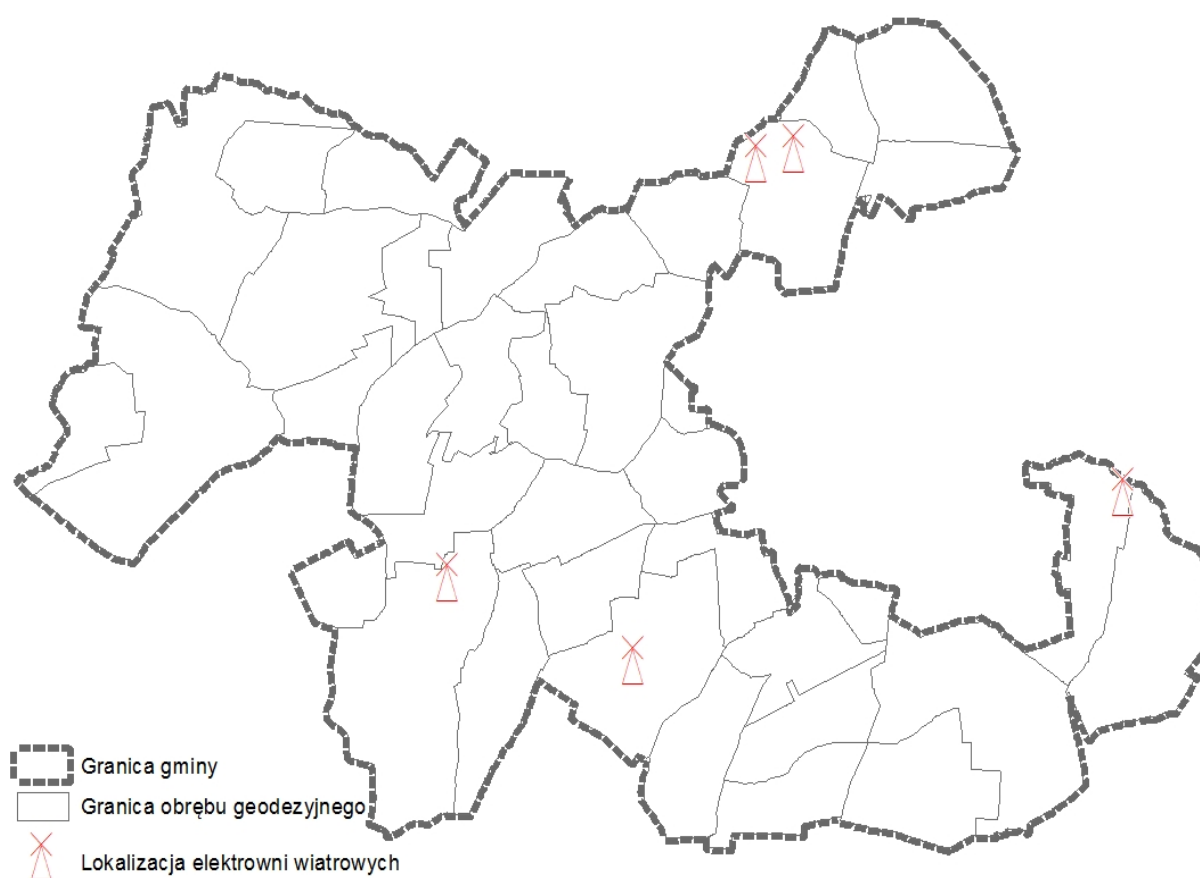 Granica gminy
Granica obrębu geodezyjnego
Lokalizacja elektrowni wiatrowych